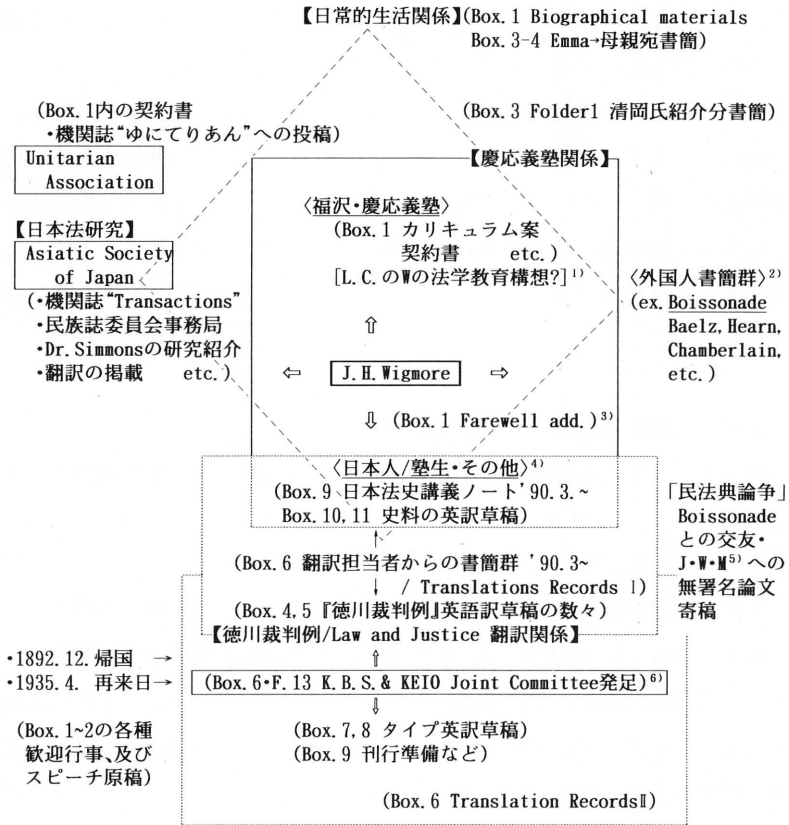 【日常的生活関係】(Box.1 Biographical materials
Box.3-4 Emma→母親宛書簡)
(Box.1内の契約書
・機関誌“ゆにてりあん”への投稿)
(Box.3 Folder1 清岡氏紹介分書簡)
Unitarian
Association
【慶応義塾関係】
〈福沢・慶応義塾〉
(Box.1 カリキュラム案
契約書 etc.)
[L.C.のWの法学教育構想?]¹⁾
【日本法研究】
Asiatic Society
of Japan
(・機関誌“Transactions”
・民族誌委員会事務局
・Dr.Simmonsの研究紹介
・翻訳の掲載 etc.)
〈外国人書簡群〉²⁾
(ex.Boissonade
Baelz,Hearn,
Chamberlain,
etc.)
⇧
⇦ J.H.Wigmore ⇨
⇩ (Box.1 Farewell add.)³⁾
〈日本人/塾生・その他〉⁴⁾
(Box.9 日本法史講義ノート'90.3.~
Box.10,11 史料の英訳草稿)
↑
(Box.6 翻訳担当者からの書簡群 '90.3~
↓ / Translations Records Ⅰ)
(Box.4,5『徳川裁判例』英語訳草稿の数々)
【徳川裁判例/Law and Justice 翻訳関係】
「民法典論争」
Boissonade
との交友・
J・W・M⁵⁾への
無署名論文
寄稿
・1892.12.帰国 →
・1935.4. 再来日→
⇧
(Box.6・F.13 K.B.S.& KEIO Joint Committee発足)⁶⁾
⇩
(Box.1~2の各種
歓迎行事、及び
スピーチ原稿)
(Box.7,8 タイプ英訳草稿)
(Box.9 刊行準備など)
(Box.6 Translation RecordsⅡ)